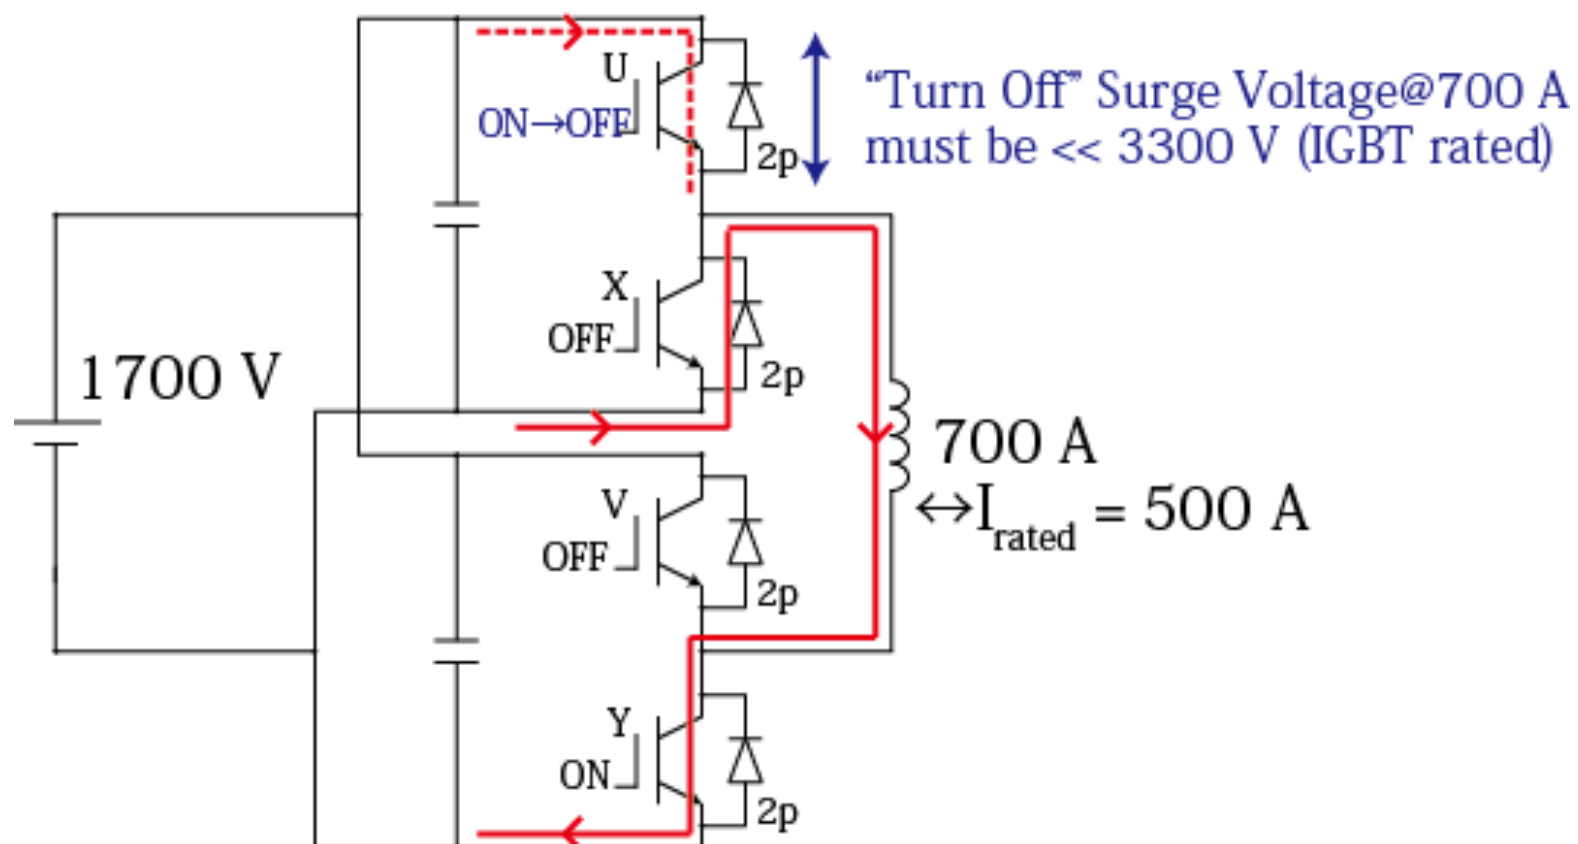 U
ON→OFF
2p
“Turn Off” Surge Voltage@700 A
must be << 3300 V (IGBT rated)
X
OFF
2p
1700 V
700 A
↔I_rated = 500 A
V
OFF
2p
Y
ON
2p